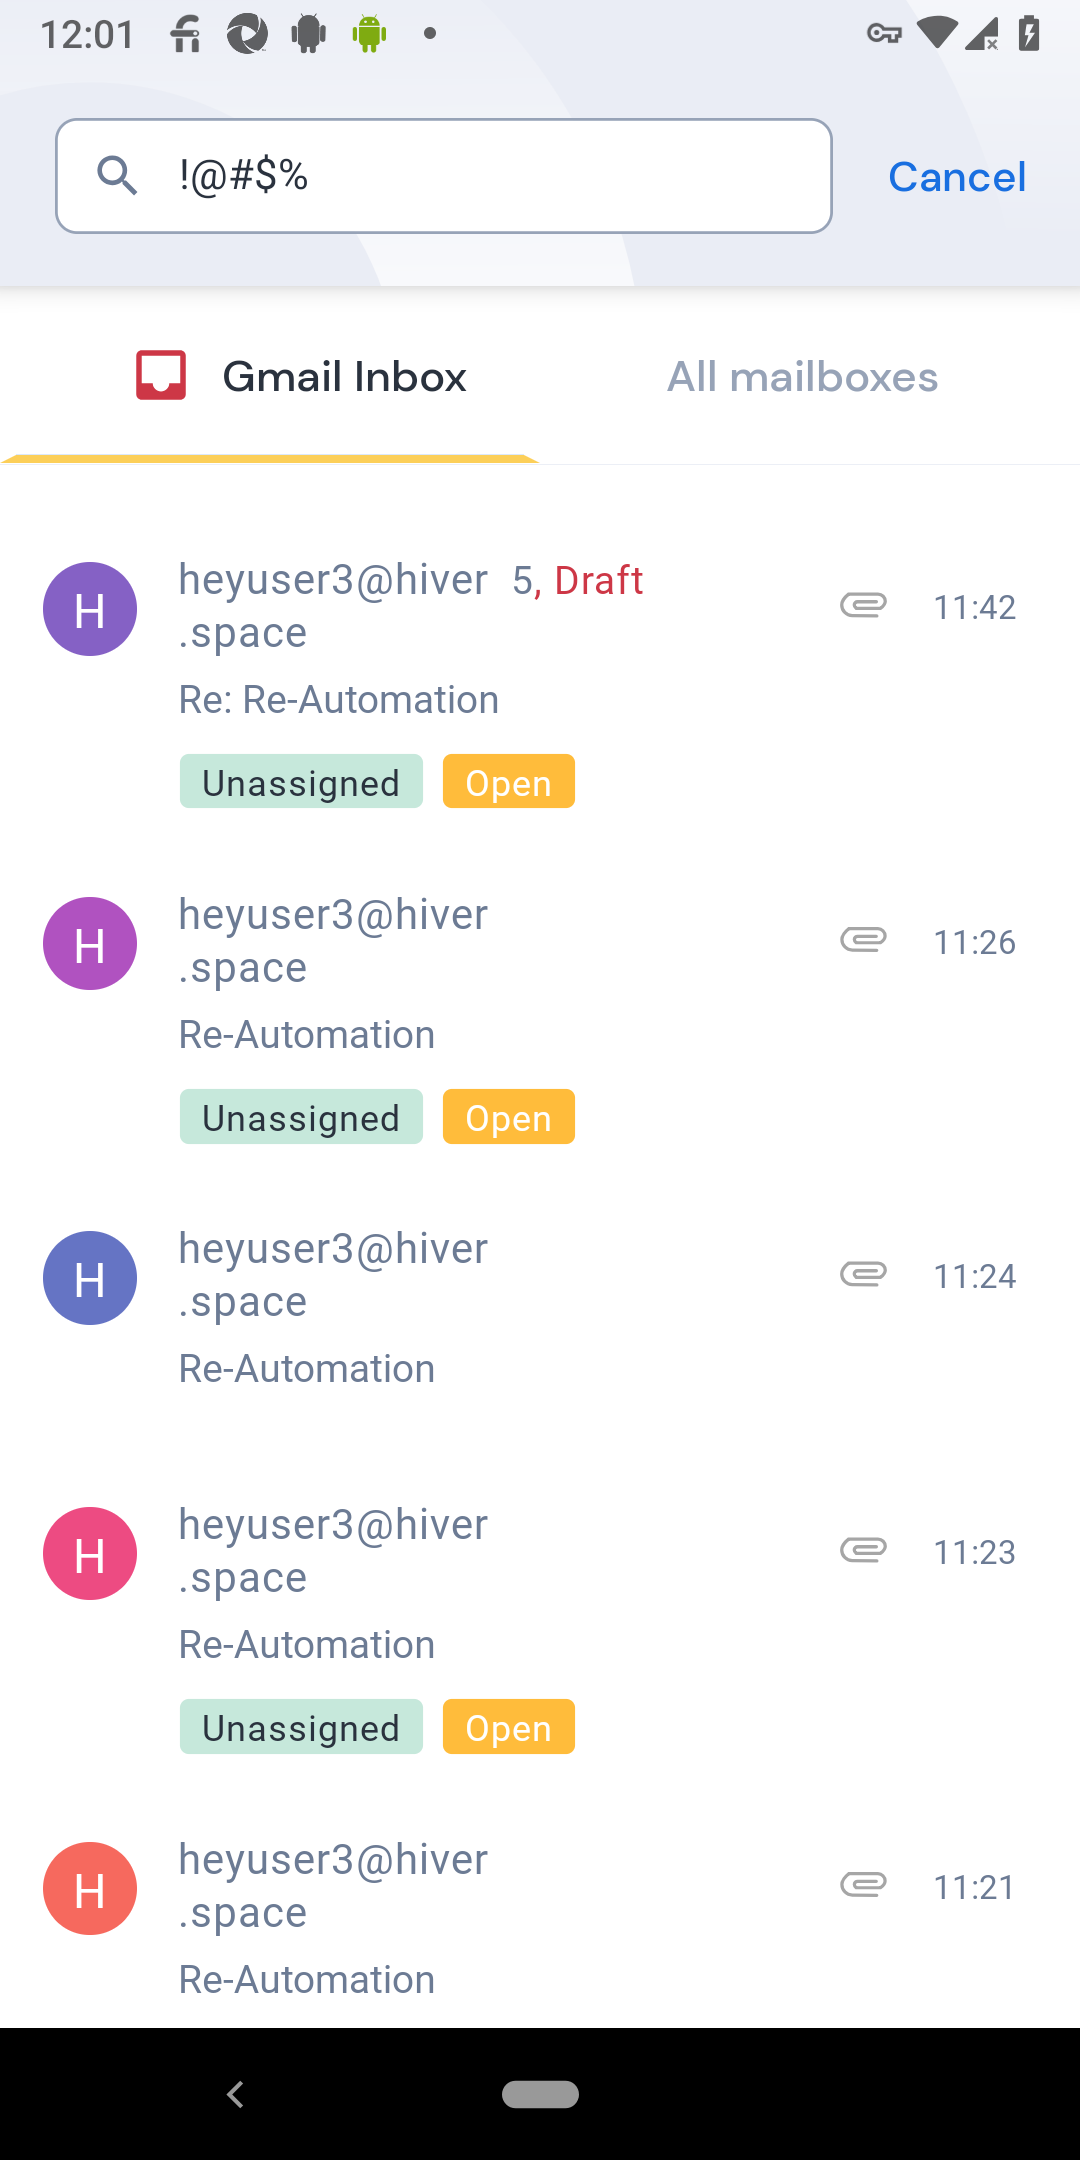 12:01
!@#$%
Cancel
Gmail Inbox
All mailboxes
H
heyuser3@hiver 5, Draft
.space
11:42
Re: Re-Automation
Unassigned Open
H
heyuser3@hiver
.space
11:26
Re-Automation
Unassigned Open
H
heyuser3@hiver
.space
11:24
Re-Automation
H
heyuser3@hiver
.space
11:23
Re-Automation
Unassigned Open
H
heyuser3@hiver
.space
11:21
Re-Automation